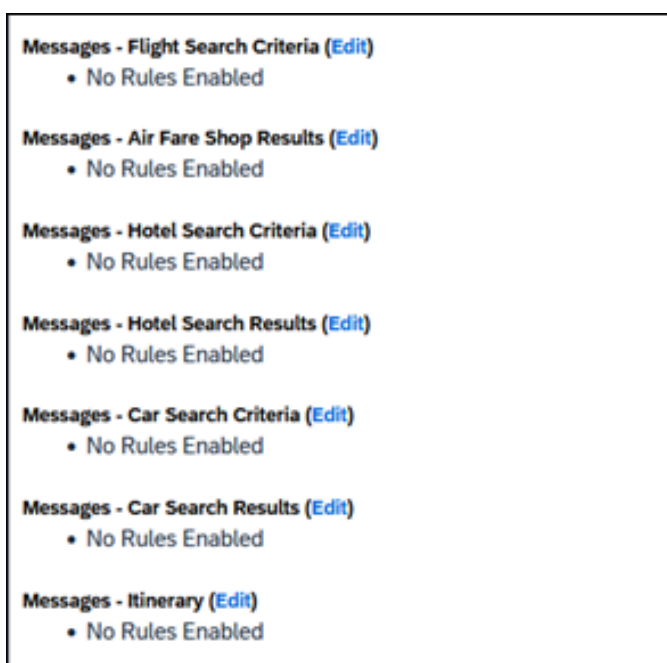 Messages - Flight Search Criteria (Edit)
• No Rules Enabled
Messages - Air Fare Shop Results (Edit)
• No Rules Enabled
Messages - Hotel Search Criteria (Edit)
• No Rules Enabled
Messages - Hotel Search Results (Edit)
• No Rules Enabled
Messages - Car Search Criteria (Edit)
• No Rules Enabled
Messages - Car Search Results (Edit)
• No Rules Enabled
Messages - Itinerary (Edit)
• No Rules Enabled